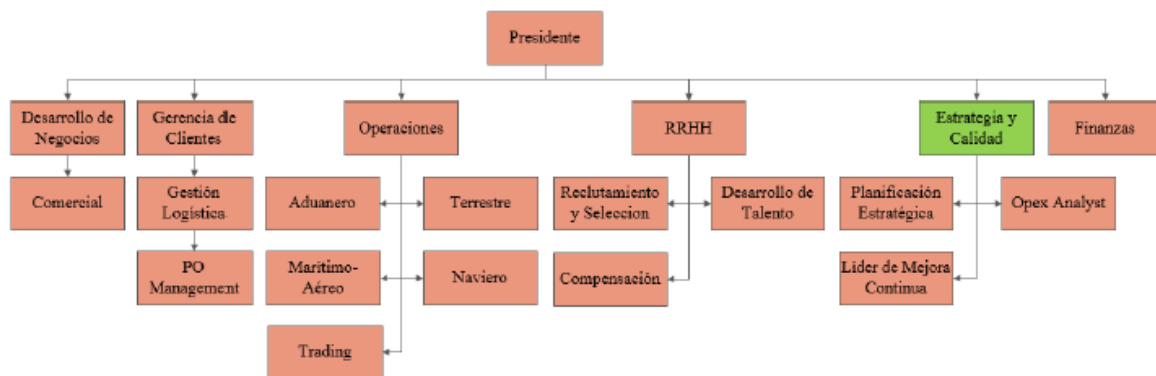 Presidente
Desarrollo de
Negocios
Gerencia de
Clientes
Operaciones
RRHH
Estrategia y
Calidad
Finanzas
Comercial
Gestión
Logística
Aduanero
Terrestre
Reclutamiento
y Seleccion
Desarrollo de
Talento
Planificación
Estratégica
Opex Analyst
PO
Management
Marítimo-
Aéreo
Naviero
Compensación
Líder de Mejora
Continua
Trading